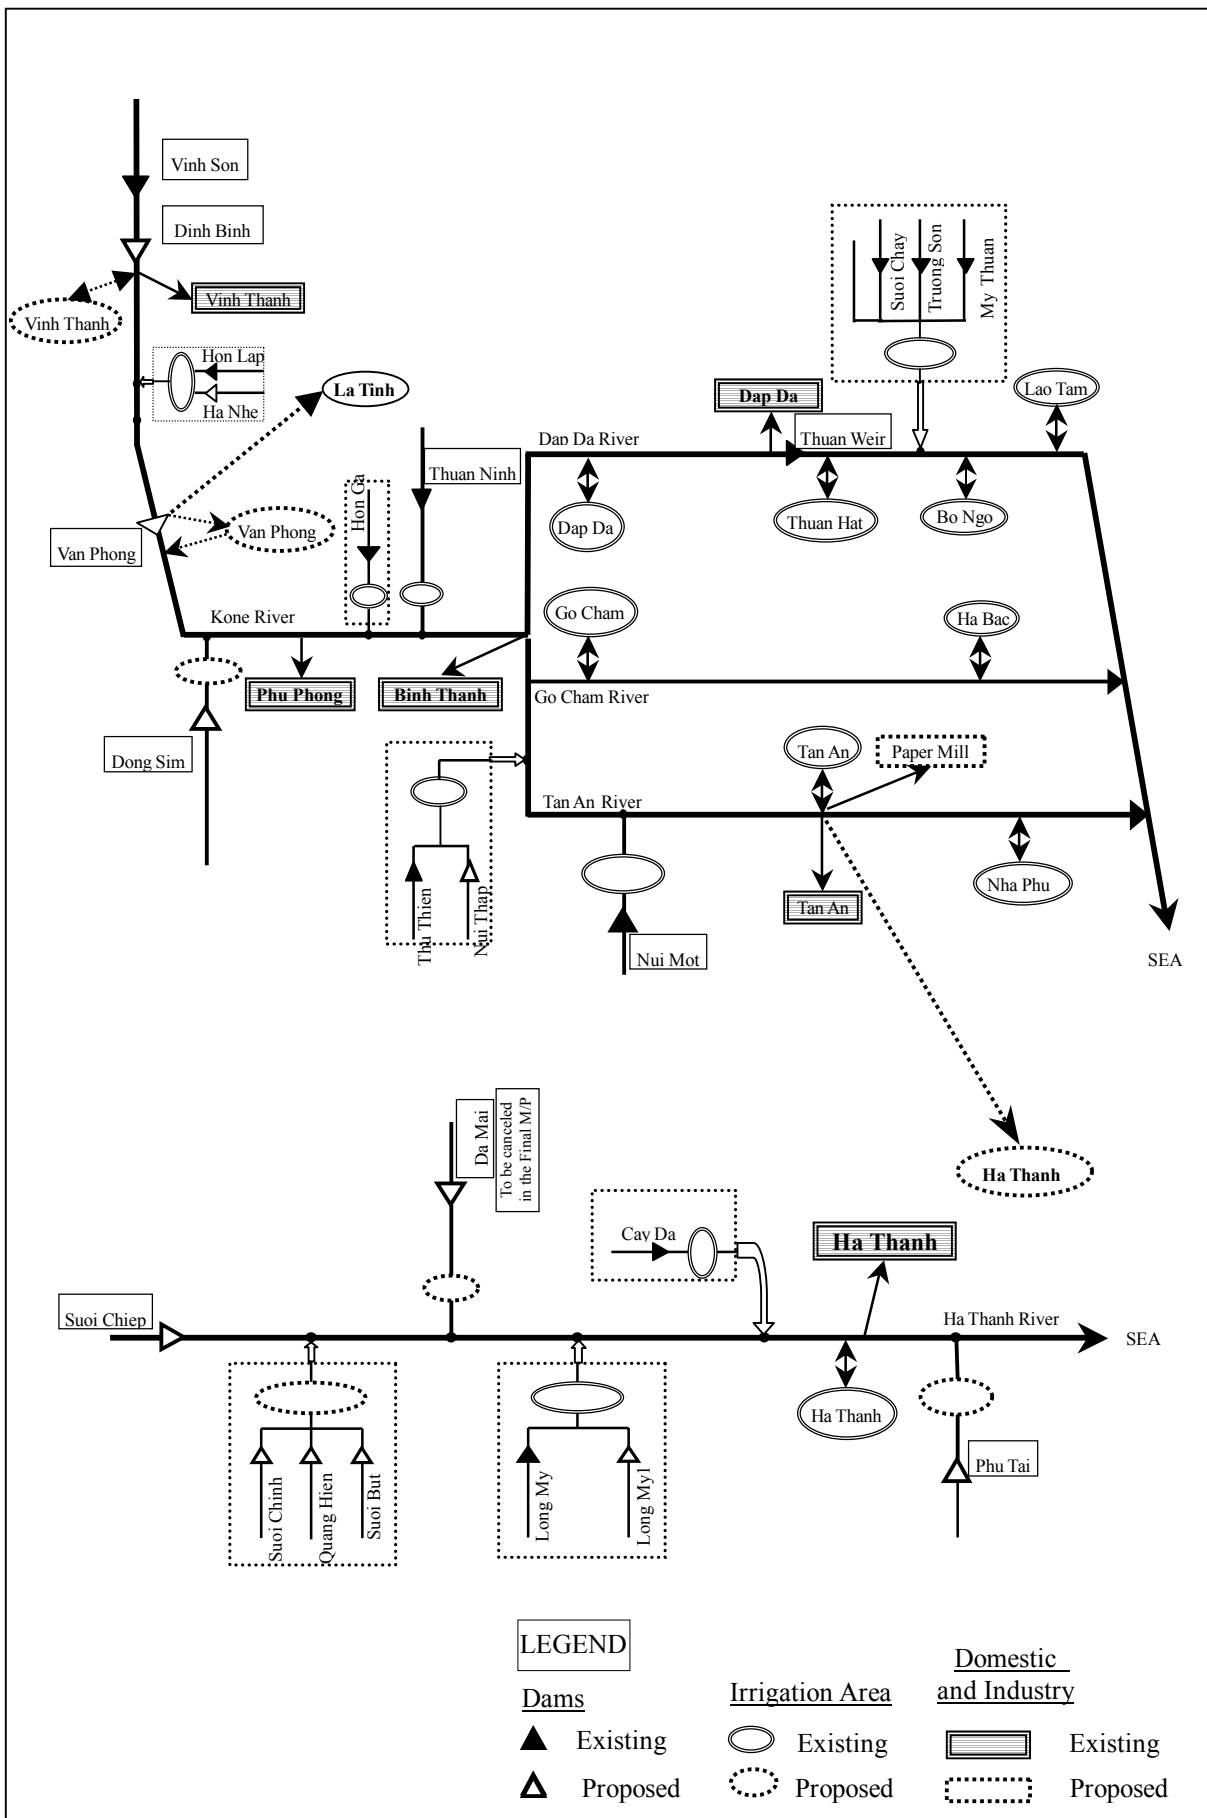 Vinh Son
Dinh Binh
Vinh Thanh
Vinh Thanh
Hon Lap
Ha Nhe
La Tinh
Van Phong
Van Phong
Kone River
Hon Ga
Thuan Ninh
Dong Sim
Phu Phong
Binh Thanh
Suoi Chay
Truong Son
My Thuan
Dap Da
Lao Tam
Dap Da River
Thuan Weir
Dap Da
Thuan Hat
Bo Ngo
Go Cham
Ha Bac
Go Cham River
Tan An
Paper Mill
Tan An River
Thu Thien
Nui Thap
Nui Mot
Tan An
Nha Phu
SEA
Da Mai
To be canceled
in the Final M/P
Ha Thanh
Cay Da
Ha Thanh
Suoi Chiep
Ha Thanh River
SEA
Suoi Chinh
Quang Hien
Suoi But
Long My
Long My1
Ha Thanh
Phu Tai
LEGEND
Dams
Existing
Proposed
Irrigation Area
Existing
Proposed
Domestic
and Industry
Existing
Proposed